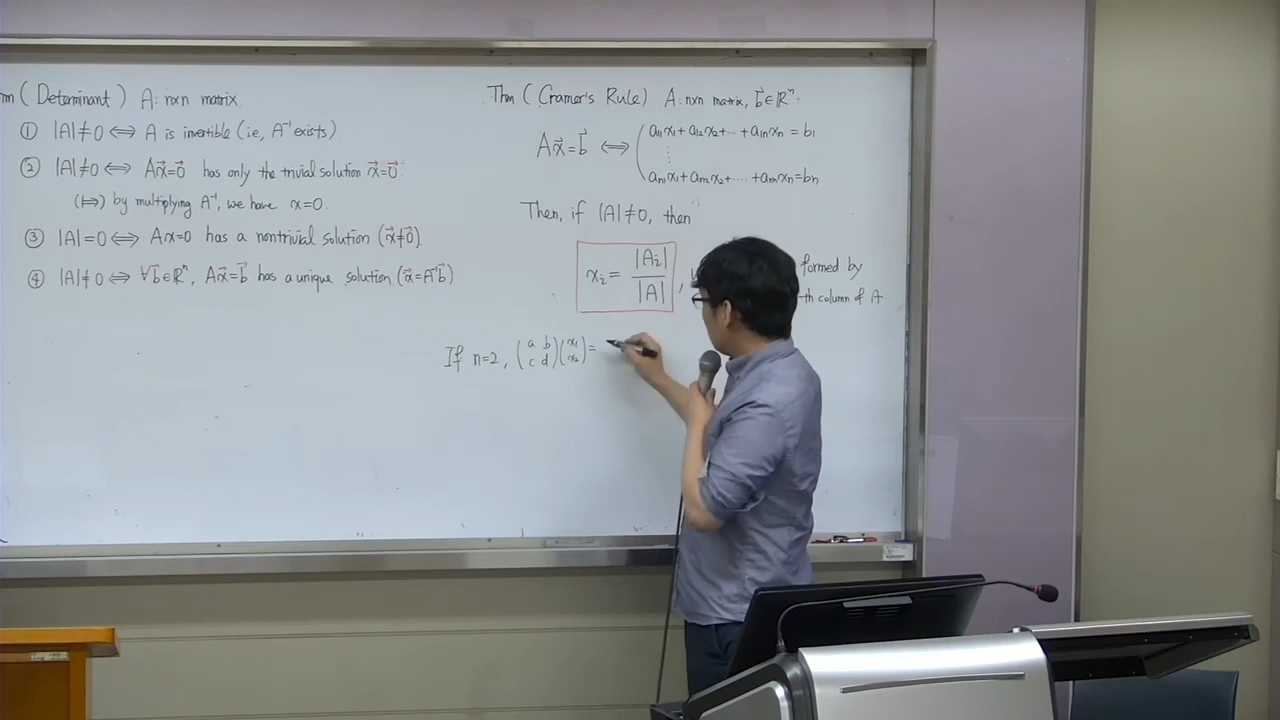 m (Determinant) A: n×n matrix.
① |A|≠0 ⟺ A is invertible (i.e., A⁻¹ exists)
② |A|≠0 ⟺ Ax⃗=0⃗ has only the trivial solution x⃗=0⃗.
(⟹) by multiplying A⁻¹, we have x=0.
③ |A|=0 ⟺ Ax=0 has a nontrivial solution (x⃗≠0⃗).
④ |A|≠0 ⟺ ∀b⃗∈ℝⁿ, Ax⃗=b⃗ has a unique solution (x⃗=A⁻¹b⃗)
Thm (Cramer's Rule) A: n×n matrix, b⃗∈ℝⁿ.
Ax⃗=b⃗ ⟺ ( a₁₁x₁+a₁₂x₂+⋯+a₁ₙxₙ=b₁
⋮
aₙ₁x₁+aₙ₂x₂+⋯+aₙₙxₙ=bₙ
Then, if |A|≠0, then
xᵢ = |Aᵢ| / |A| , formed by
-th column of A
If n=2, (a b; c d)(x₁; x₂)=